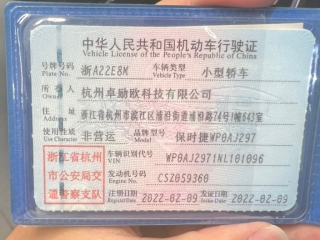 中华人民共和国机动车行驶证
Vehicle License of the People's Republic of China
号牌号码 浙A22E8M 车辆类型 小型轿车
Plate No. Vehicle Type
所有人 杭州卓励欧科技有限公司
Owner
住址 浙江省杭州市滨江区浦沿街道浦沿路74号1幢643室
Address
使用性质 非营运 品牌型号 保时捷WP0AJ297
Use Character Model
浙江省杭州 车辆识别代号 WP0AJ2971NL101096
VIN
市公安局交 发动机号码 CSZ0S9360
Engine No.
通警察支队 注册日期 2022-02-09 发证日期 2022-02-09
Register Date Issue Date